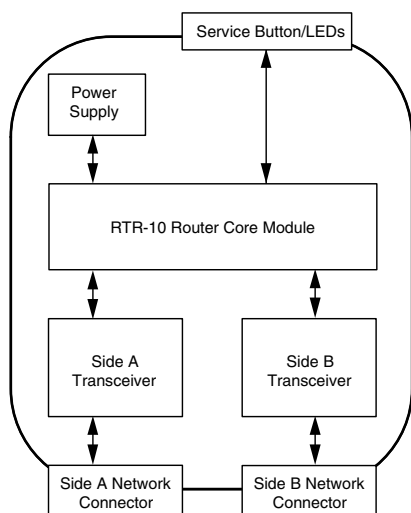 Service Button/LEDs
Power
Supply
RTR-10 Router Core Module
Side A
Transceiver
Side B
Transceiver
Side A Network
Connector
Side B Network
Connector